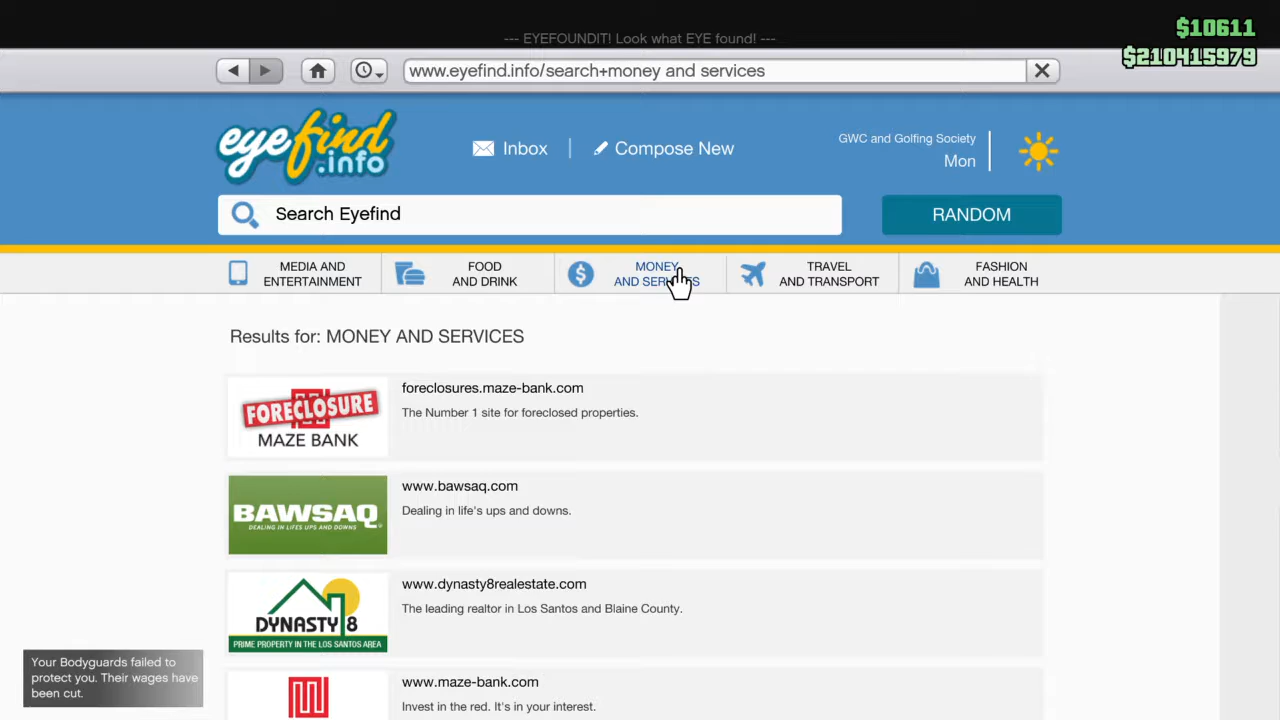 --- EYEFOUNDIT! Look what EYE found! ---
$10611
$210415979
www.eyefind.info/search+money and services
eyefind
.info
Inbox
Compose New
GWC and Golfing Society
Mon
Search Eyefind
RANDOM
MEDIA AND
ENTERTAINMENT
FOOD
AND DRINK
MONEY
AND SERVICES
TRAVEL
AND TRANSPORT
FASHION
AND HEALTH
Results for: MONEY AND SERVICES
FORECLOSURE
MAZE BANK
foreclosures.maze-bank.com
The Number 1 site for foreclosed properties.
BAWSAQ
DEALING IN LIFES UPS AND DOWNS
www.bawsaq.com
Dealing in life's ups and downs.
DYNASTY 8
PRIME PROPERTY IN THE LOS SANTOS AREA
www.dynasty8realestate.com
The leading realtor in Los Santos and Blaine County.
www.maze-bank.com
Invest in the red. It's in your interest.
Your Bodyguards failed to
protect you. Their wages have
been cut.